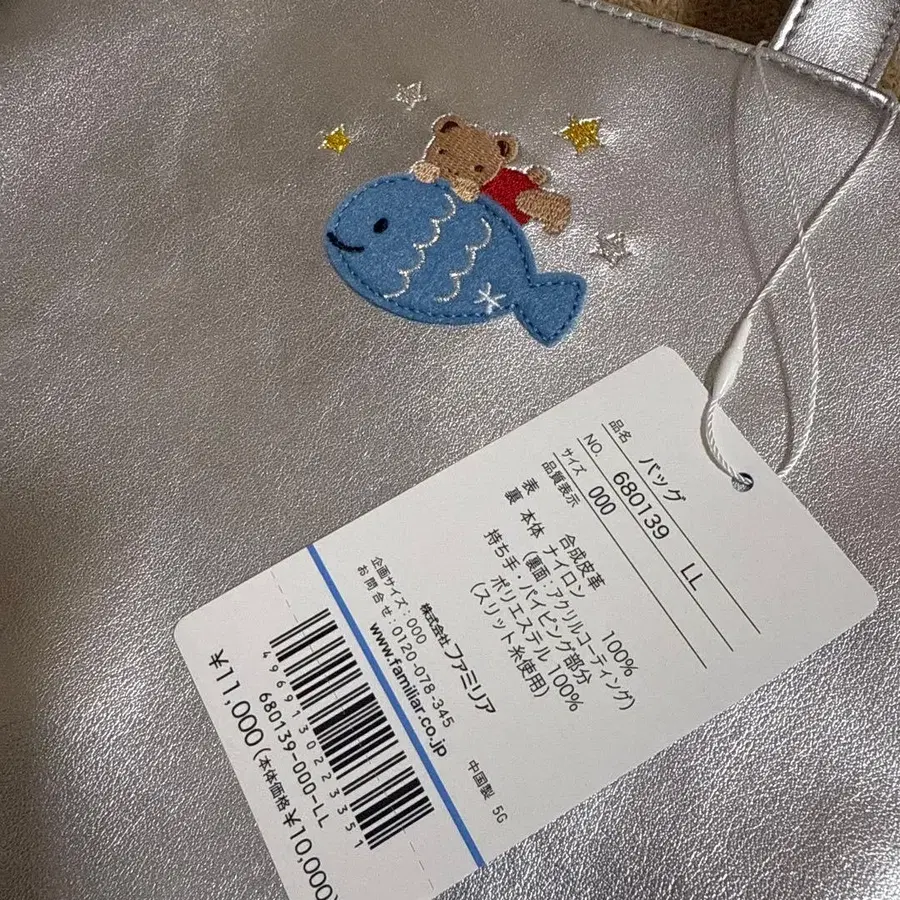 品名 バッグ
NO. 680139 LL
サイズ 000
品質表示
表 合成皮革 100%
裏 本体 ナイロン
(裏面:アクリルコーティング)
持ち手・パイピング部分
ポリエステル 100%
(スリット糸使用)
中国製 5G
株式会社 ファミリア
www.familiar.co.jp
お問合せ:0120-078-345
企画サイズ:000
4969130223351
680139-000-LL
¥11,000(本体価格 ¥10,000)